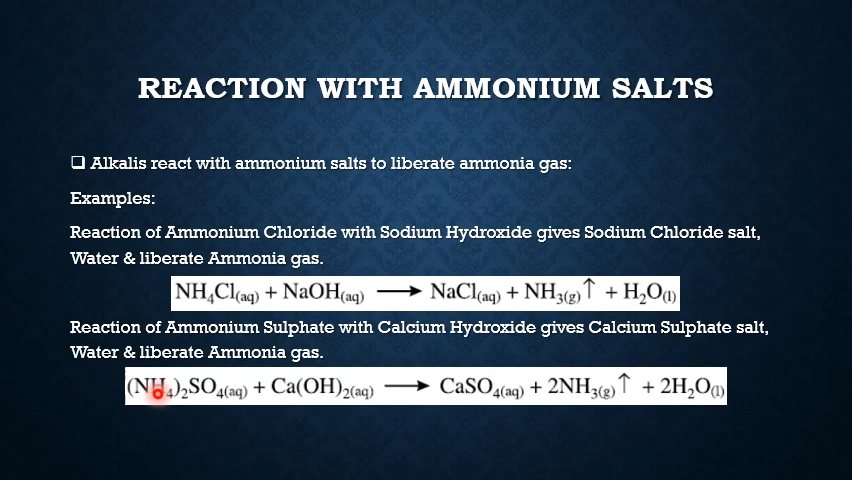 REACTION WITH AMMONIUM SALTS
❑ Alkalis react with ammonium salts to liberate ammonia gas:
Examples:
Reaction of Ammonium Chloride with Sodium Hydroxide gives Sodium Chloride salt,
Water & liberate Ammonia gas.
NH₄Cl(aq) + NaOH(aq) ⟶ NaCl(aq) + NH₃(g)↑ + H₂O(l)
Reaction of Ammonium Sulphate with Calcium Hydroxide gives Calcium Sulphate salt,
Water & liberate Ammonia gas.
(NH₄)₂SO₄(aq) + Ca(OH)₂(aq) ⟶ CaSO₄(aq) + 2NH₃(g)↑ + 2H₂O(l)